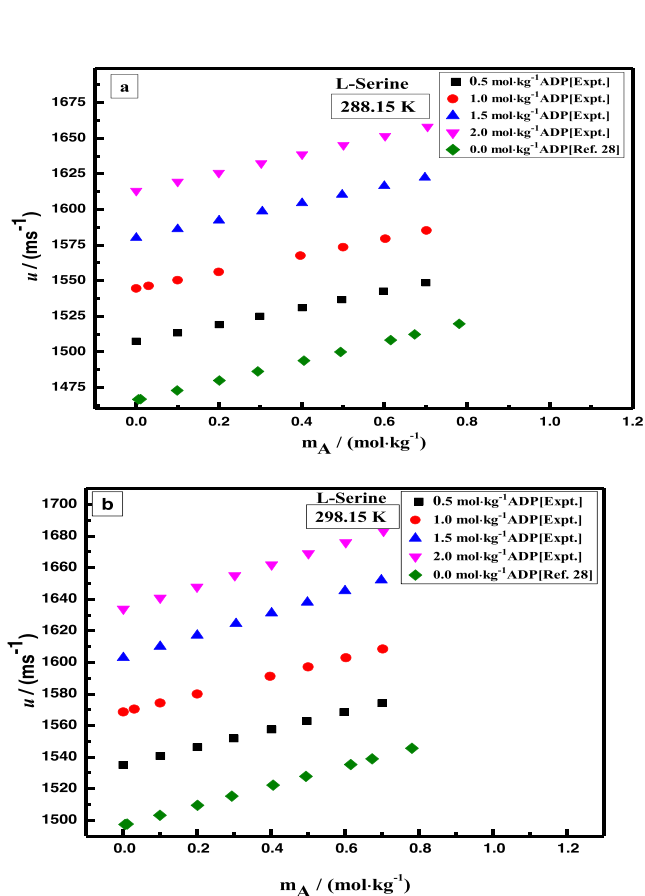 a
L-Serine
288.15 K
0.5 mol·kg⁻¹ADP[Expt.]
1.0 mol·kg⁻¹ADP[Expt.]
1.5 mol·kg⁻¹ADP[Expt.]
2.0 mol·kg⁻¹ADP[Expt.]
0.0 mol·kg⁻¹ADP[Ref. 28]
u / (ms⁻¹)
1675
1650
1625
1600
1575
1550
1525
1500
1475
0.0 0.2 0.4 0.6 0.8 1.0 1.2
m_A / (mol·kg⁻¹)
b
L-Serine
298.15 K
0.5 mol·kg⁻¹ADP[Expt.]
1.0 mol·kg⁻¹ADP[Expt.]
1.5 mol·kg⁻¹ADP[Expt.]
2.0 mol·kg⁻¹ADP[Expt.]
0.0 mol·kg⁻¹ADP[Ref. 28]
u / (ms⁻¹)
1700
1680
1660
1640
1620
1600
1580
1560
1540
1520
1500
0.0 0.2 0.4 0.6 0.8 1.0 1.2
m_A / (mol·kg⁻¹)